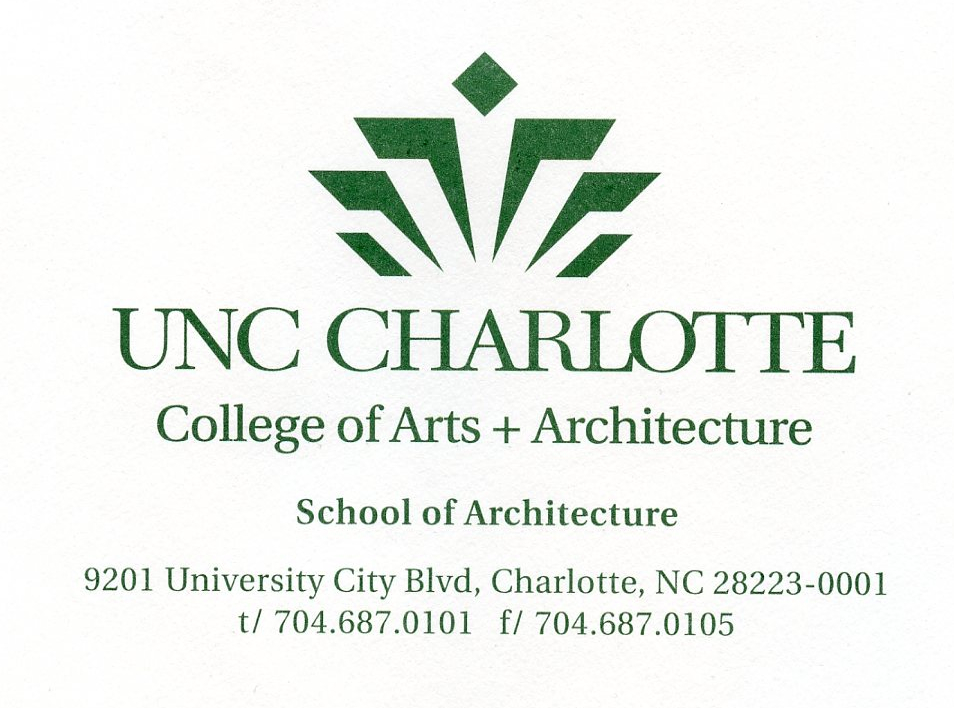 UNC CHARLOTTE
College of Arts + Architecture
School of Architecture
9201 University City Blvd, Charlotte, NC 28223-0001
t/ 704.687.0101 f/ 704.687.0105